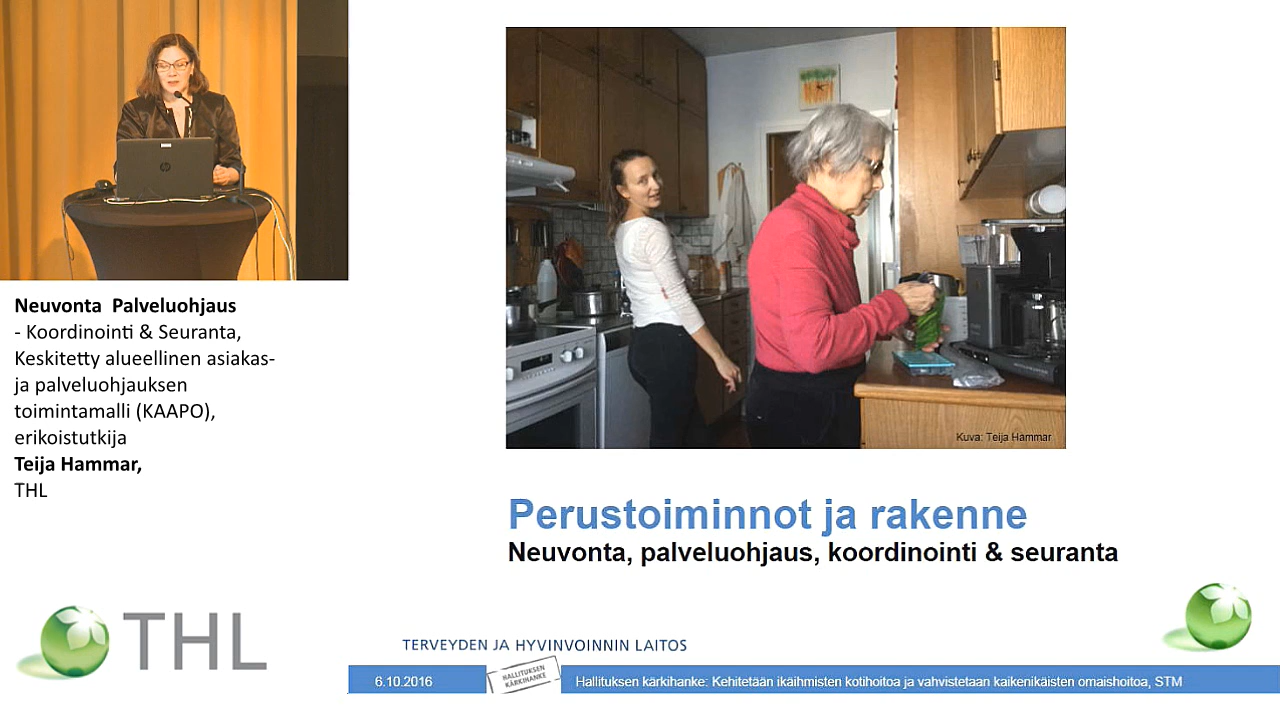 Neuvonta  Palveluohjaus
- Koordinointi & Seuranta,
Keskitetty alueellinen asiakas-
ja palveluohjauksen
toimintamalli (KAAPO),
erikoistutkija
Teija Hammar,
THL
THL
hp
Kuva: Teija Hammar
Perustoiminnot ja rakenne
Neuvonta, palveluohjaus, koordinointi & seuranta
TERVEYDEN JA HYVINVOINNIN LAITOS
6.10.2016
HALLITUKSEN
KÄRKIHANKE
Hallituksen kärkihanke: Kehitetään ikäihmisten kotihoitoa ja vahvistetaan kaikenikäisten omaishoitoa, STM